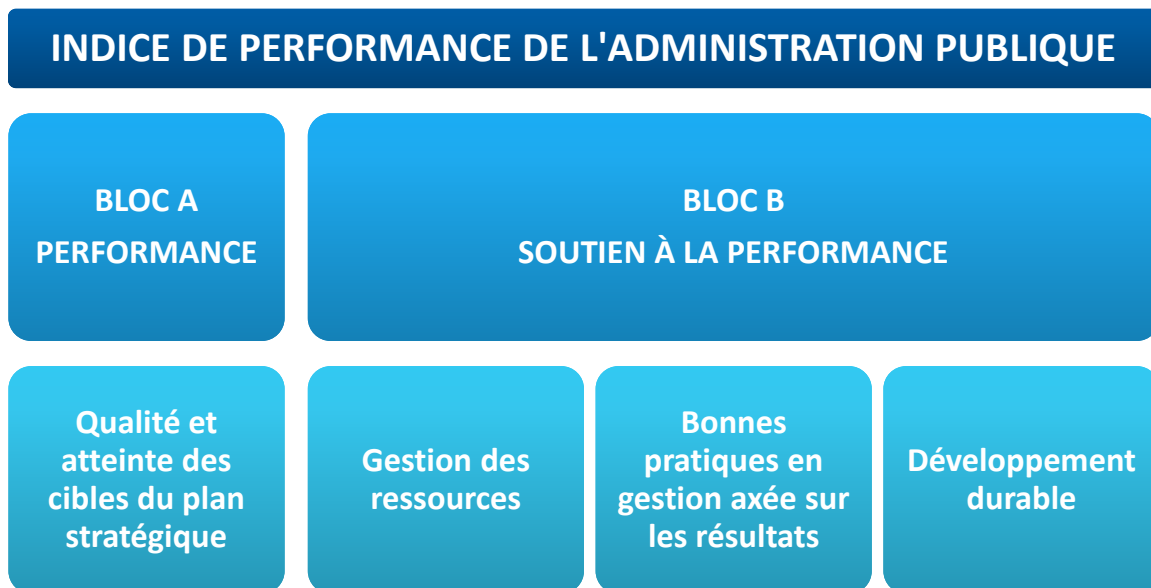 INDICE DE PERFORMANCE DE L'ADMINISTRATION PUBLIQUE
BLOC A
PERFORMANCE
BLOC B
SOUTIEN À LA PERFORMANCE
Qualité et
atteinte des
cibles du plan
stratégique
Gestion des
ressources
Bonnes
pratiques en
gestion axée sur
les résultats
Développement
durable